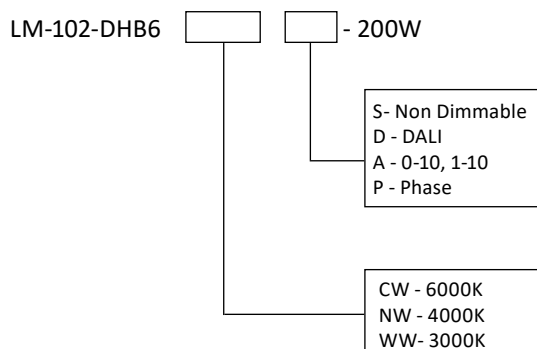 LM-102-DHB6 - 200W
S- Non Dimmable
D - DALI
A - 0-10, 1-10
P - Phase
CW - 6000K
NW - 4000K
WW- 3000K